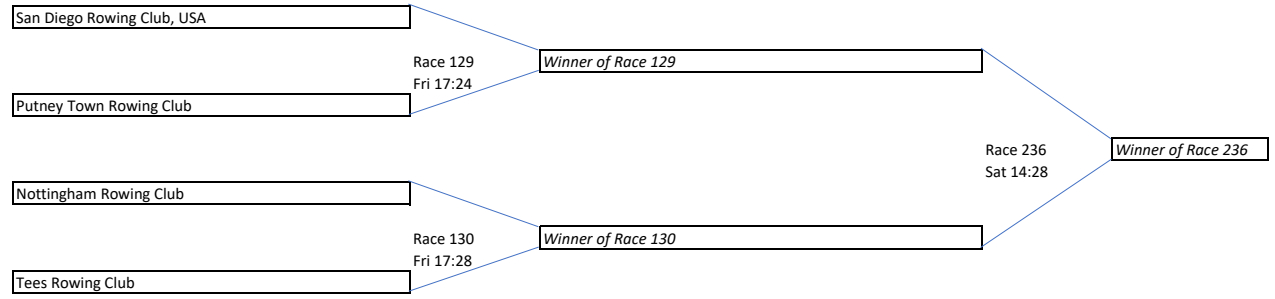 San Diego Rowing Club, USA
Race 129
Fri 17:24
Winner of Race 129
Putney Town Rowing Club
Race 236
Sat 14:28
Winner of Race 236
Nottingham Rowing Club
Race 130
Fri 17:28
Winner of Race 130
Tees Rowing Club